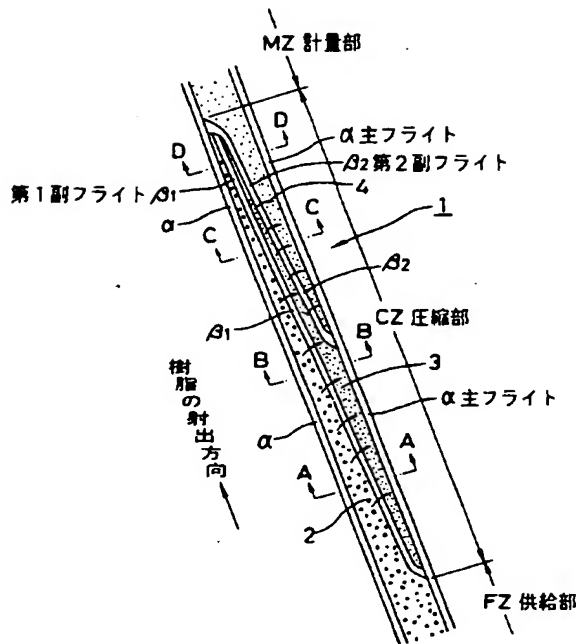 MZ 計量部
D
α 主フライト
D
β2 第2副フライト
第1副フライト β1
4
α
C
C
1
β2
CZ 圧縮部
β1
B
B
3
樹脂の射出方向
α 主フライト
α
A
A
2
FZ 供給部